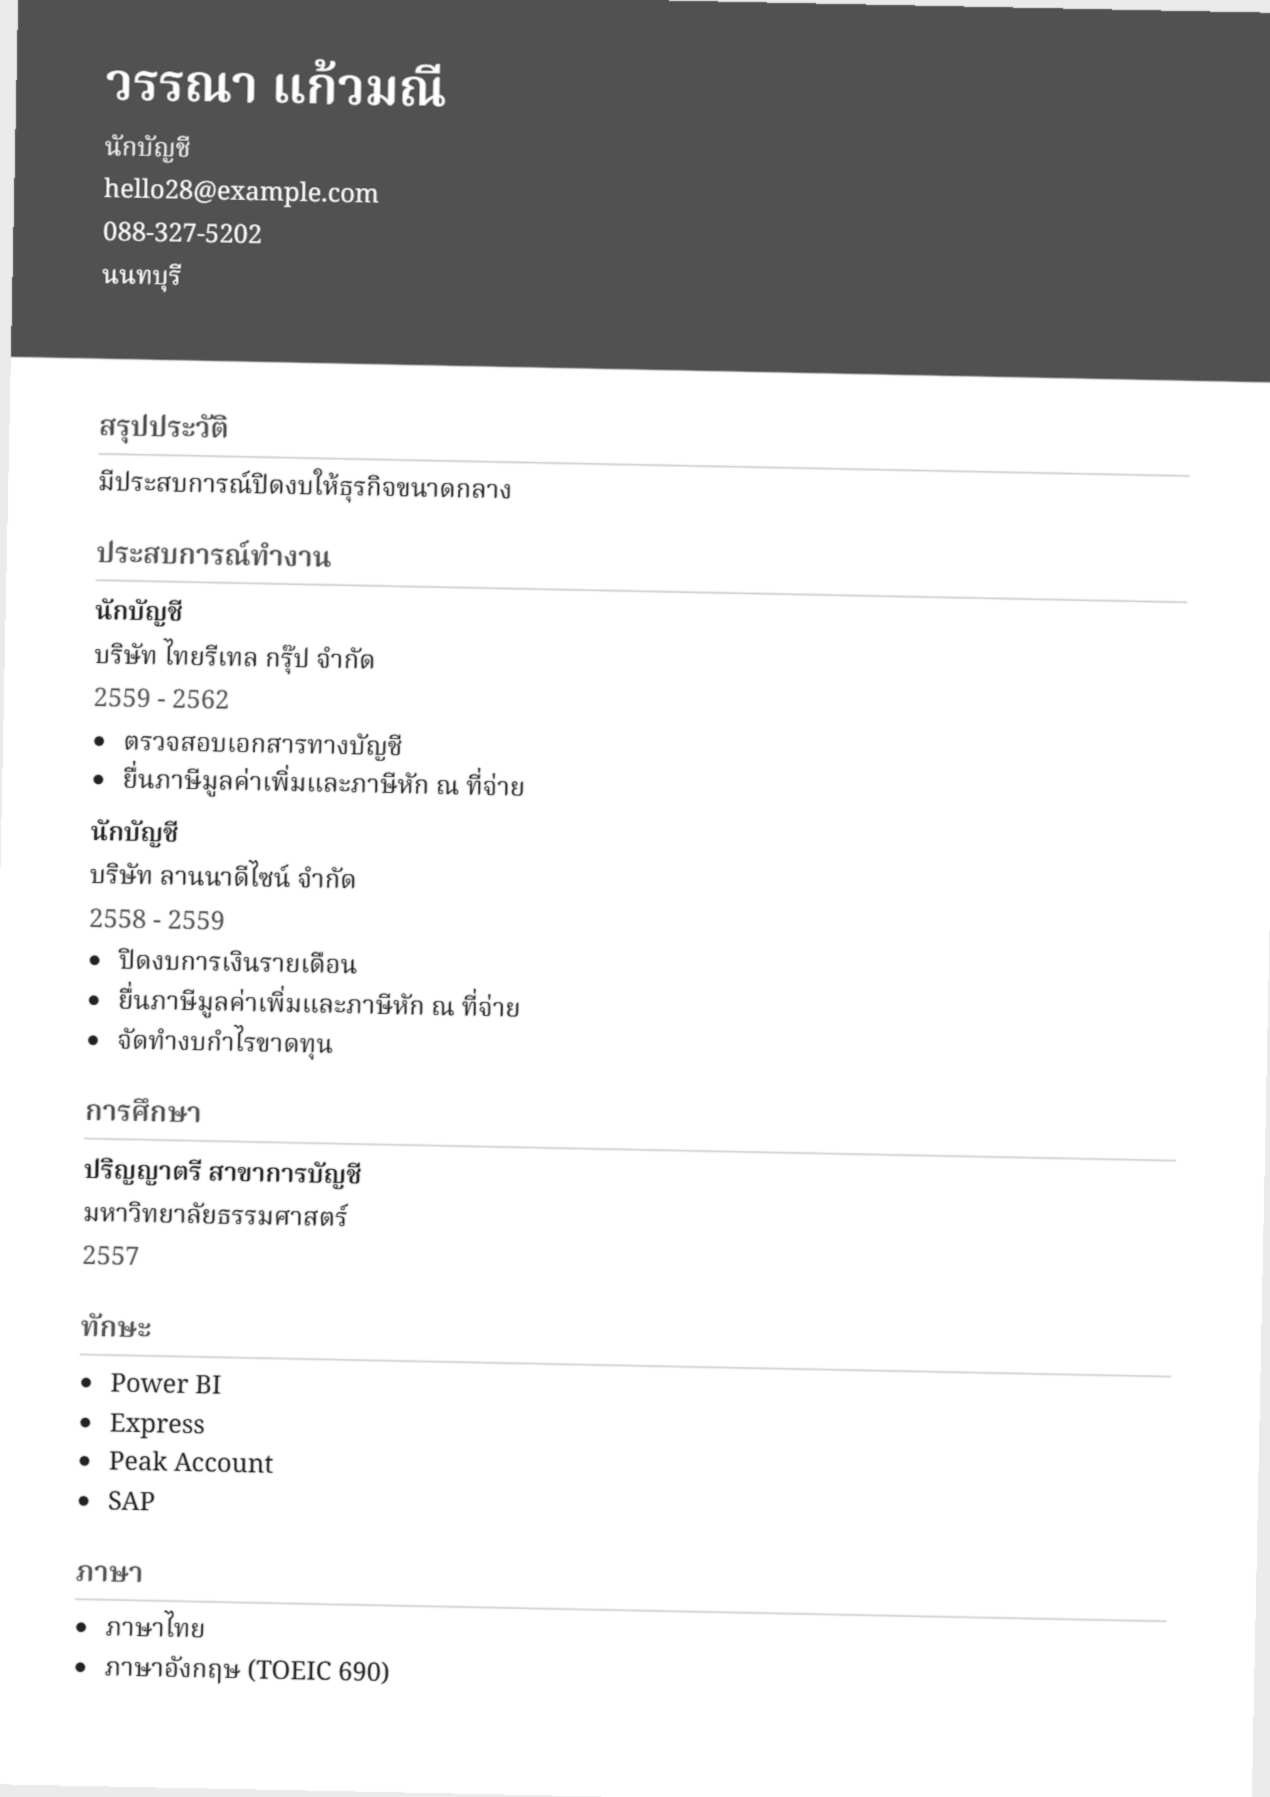 วรรณา แก้วมณี
นักบัญชี
hello28@example.com
088-327-5202
นนทบุรี
สรุปประวัติ
มีประสบการณ์ปิดงบให้ธุรกิจขนาดกลาง
ประสบการณ์ทำงาน
นักบัญชี
บริษัท ไทยรีเทล กรุ๊ป จำกัด
2559 - 2562
• ตรวจสอบเอกสารทางบัญชี
• ยื่นภาษีมูลค่าเพิ่มและภาษีหัก ณ ที่จ่าย
นักบัญชี
บริษัท ลานนาดีไซน์ จำกัด
2558 - 2559
• ปิดงบการเงินรายเดือน
• ยื่นภาษีมูลค่าเพิ่มและภาษีหัก ณ ที่จ่าย
• จัดทำงบกำไรขาดทุน
การศึกษา
ปริญญาตรี สาขาการบัญชี
มหาวิทยาลัยธรรมศาสตร์
2557
ทักษะ
• Power BI
• Express
• Peak Account
• SAP
ภาษา
• ภาษาไทย
• ภาษาอังกฤษ (TOEIC 690)